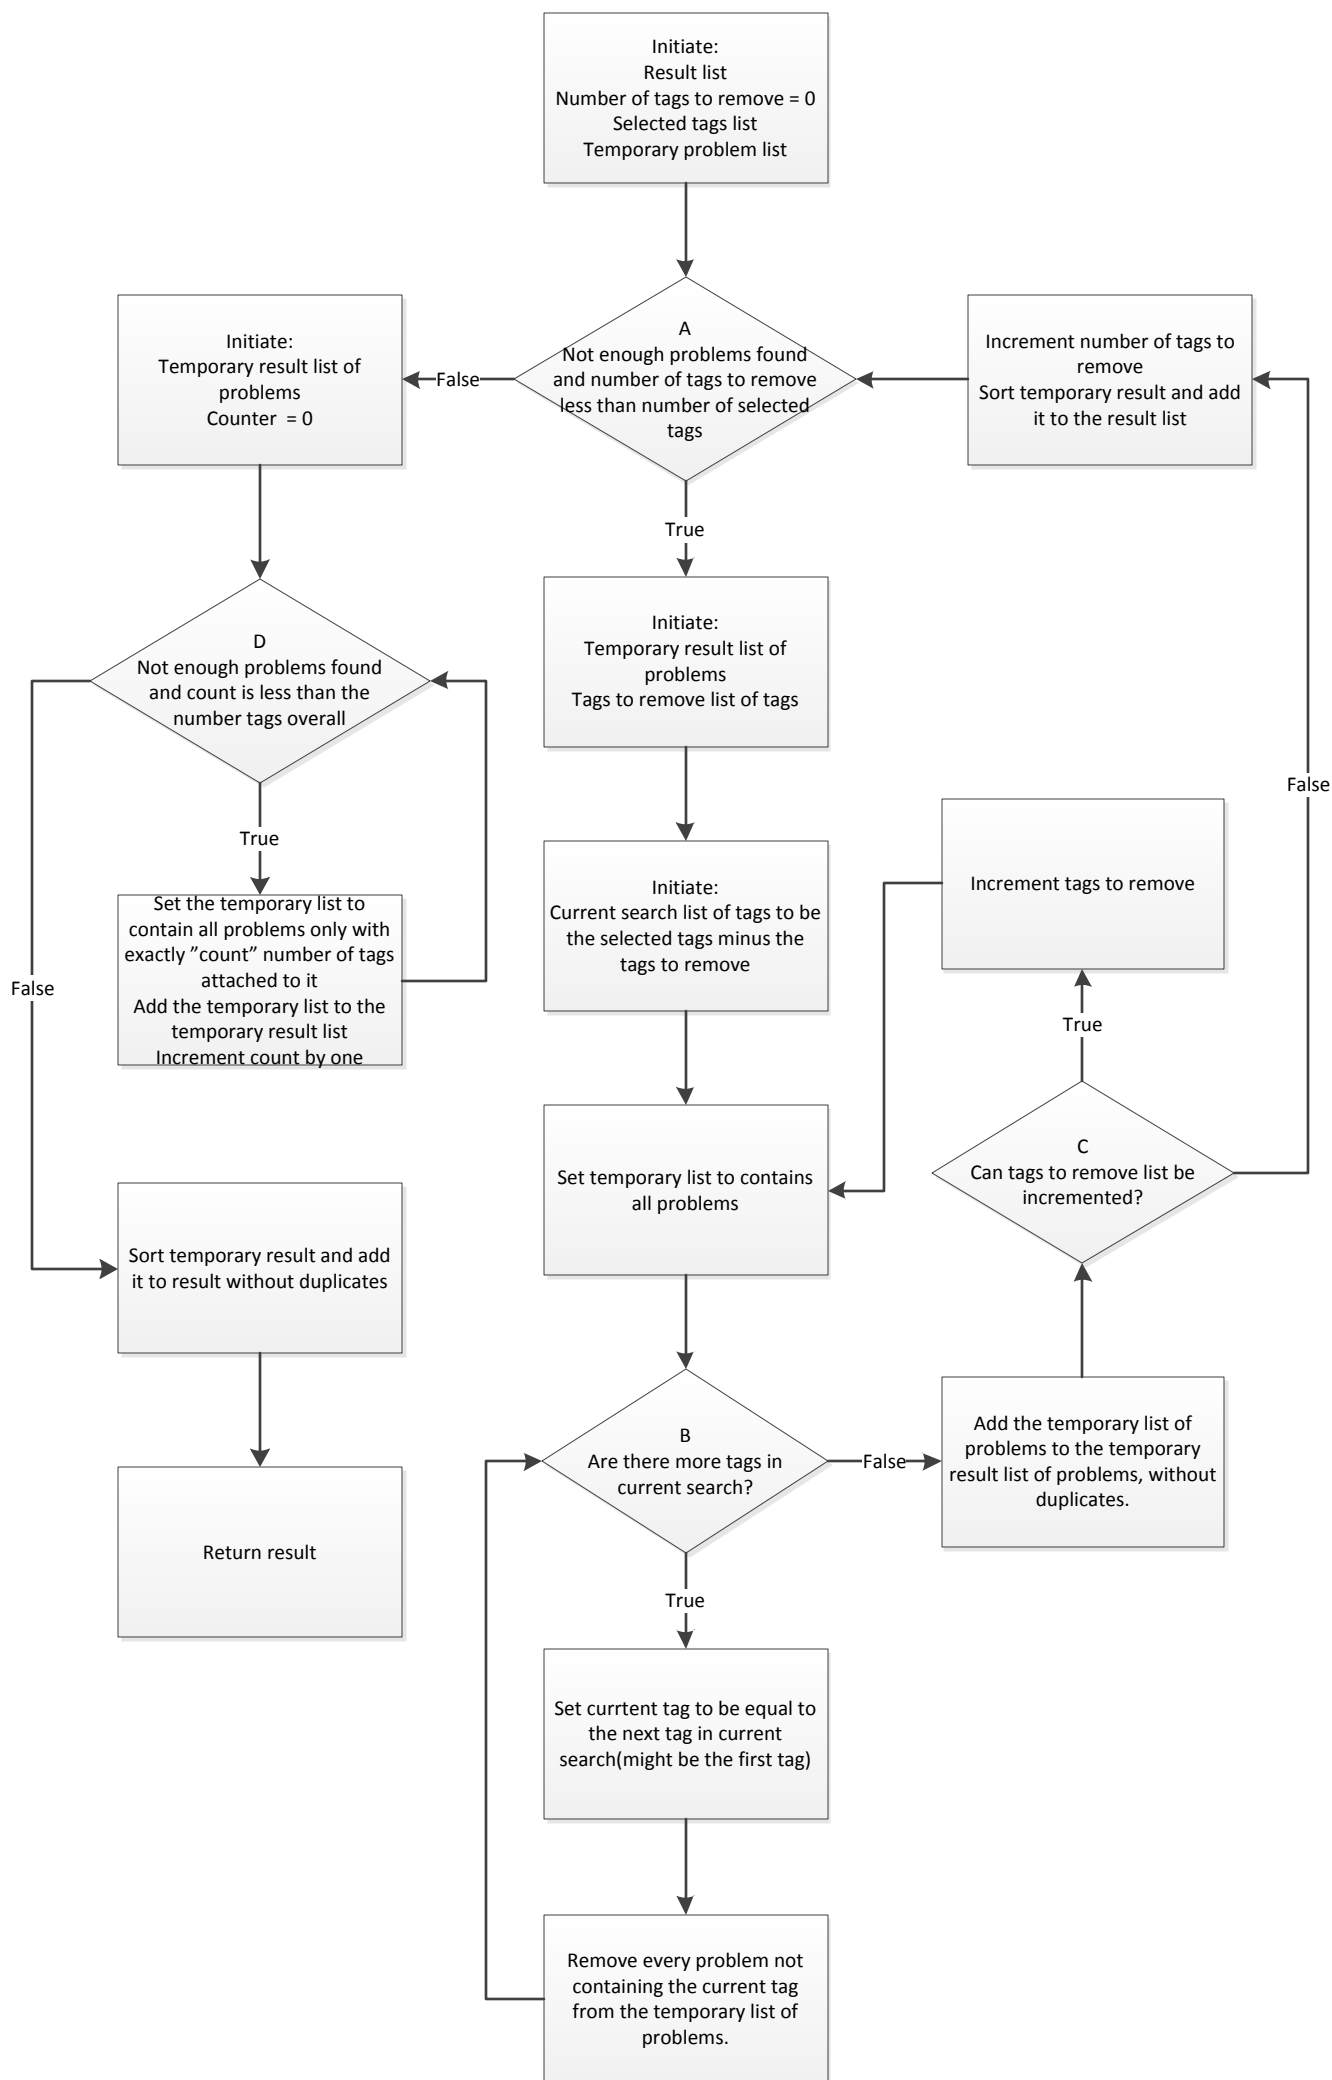 Initiate:
Result list
Number of tags to remove = 0
Selected tags list
Temporary problem list
Initiate:
Temporary result list of
problems
Counter  = 0
False
A
Not enough problems found
and number of tags to remove
less than number of selected
tags
Increment number of tags to
remove
Sort temporary result and add
it to the result list
True
D
Not enough problems found
and count is less than the
number tags overall
Initiate:
Temporary result list of
problems
Tags to remove list of tags
False
True
Initiate:
Current search list of tags to be
the selected tags minus the
tags to remove
Increment tags to remove
Set the temporary list to
contain all problems only with
exactly ”count” number of tags
attached to it
Add the temporary list to the
temporary result list
Increment count by one
False
True
Set temporary list to contains
all problems
C
Can tags to remove list be
incremented?
Sort temporary result and add
it to result without duplicates
B
Are there more tags in
current search?
False
Add the temporary list of
problems to the temporary
result list of problems, without
duplicates.
Return result
True
Set currtent tag to be equal to
the next tag in current
search(might be the first tag)
Remove every problem not
containing the current tag
from the temporary list of
problems.